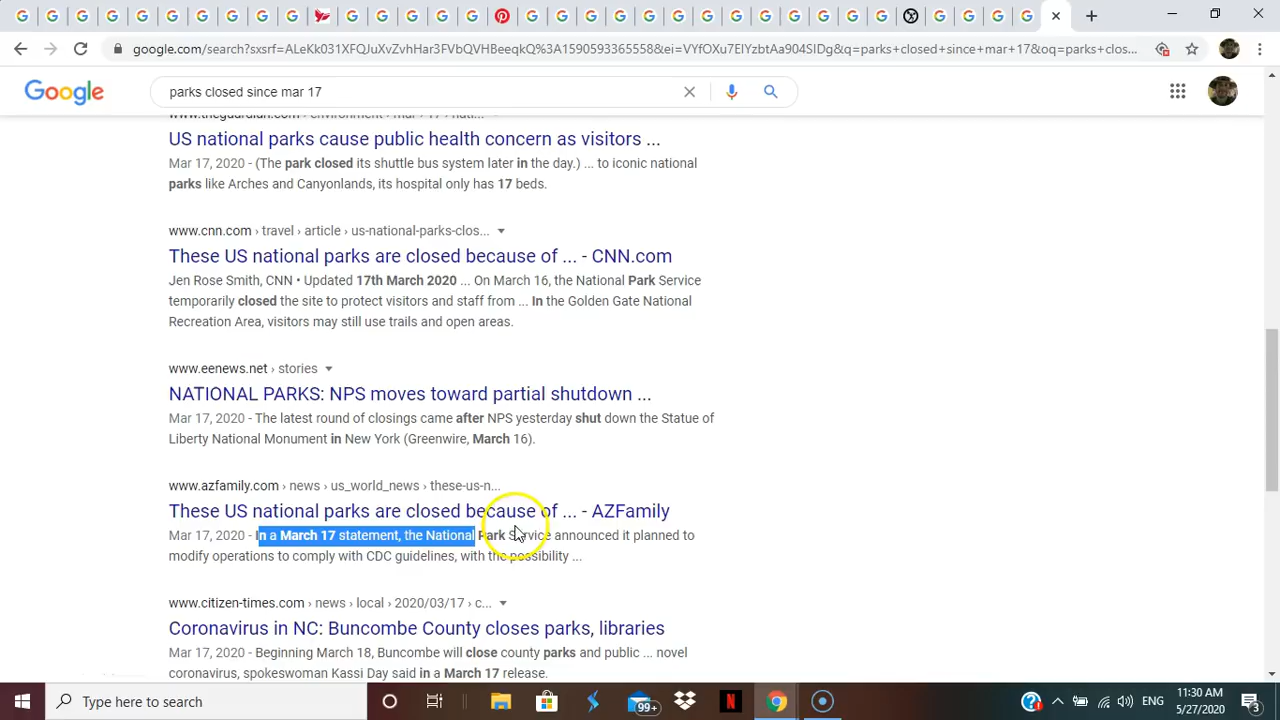 google.com/search?sxsrf=ALeKk031XFQJuXvZvhHar3FVbQVHBeeqkQ%3A1590593365558&ei=VYfOXu7EIYzbtAa904SIDg&q=parks+closed+since+mar+17&oq=parks+clos...
Google
parks closed since mar 17
www.theguardian.com › environment › mar › 17 › nati...
US national parks cause public health concern as visitors ...
Mar 17, 2020 - (The park closed its shuttle bus system later in the day.) ... to iconic national
parks like Arches and Canyonlands, its hospital only has 17 beds.
www.cnn.com › travel › article › us-national-parks-clos...
These US national parks are closed because of ... - CNN.com
Jen Rose Smith, CNN • Updated 17th March 2020 ... On March 16, the National Park Service
temporarily closed the site to protect visitors and staff from ... In the Golden Gate National
Recreation Area, visitors may still use trails and open areas.
www.eenews.net › stories
NATIONAL PARKS: NPS moves toward partial shutdown ...
Mar 17, 2020 - The latest round of closings came after NPS yesterday shut down the Statue of
Liberty National Monument in New York (Greenwire, March 16).
www.azfamily.com › news › us_world_news › these-us-n...
These US national parks are closed because of ... - AZFamily
Mar 17, 2020 - In a March 17 statement, the National Park Service announced it planned to
modify operations to comply with CDC guidelines, with the possibility ...
www.citizen-times.com › news › local › 2020/03/17 › c...
Coronavirus in NC: Buncombe County closes parks, libraries
Mar 17, 2020 - Beginning March 18, Buncombe will close county parks and public ... novel
coronavirus, spokeswoman Kassi Day said in a March 17 release.
Type here to search
99+
N
ENG
11:30 AM
5/27/2020
3